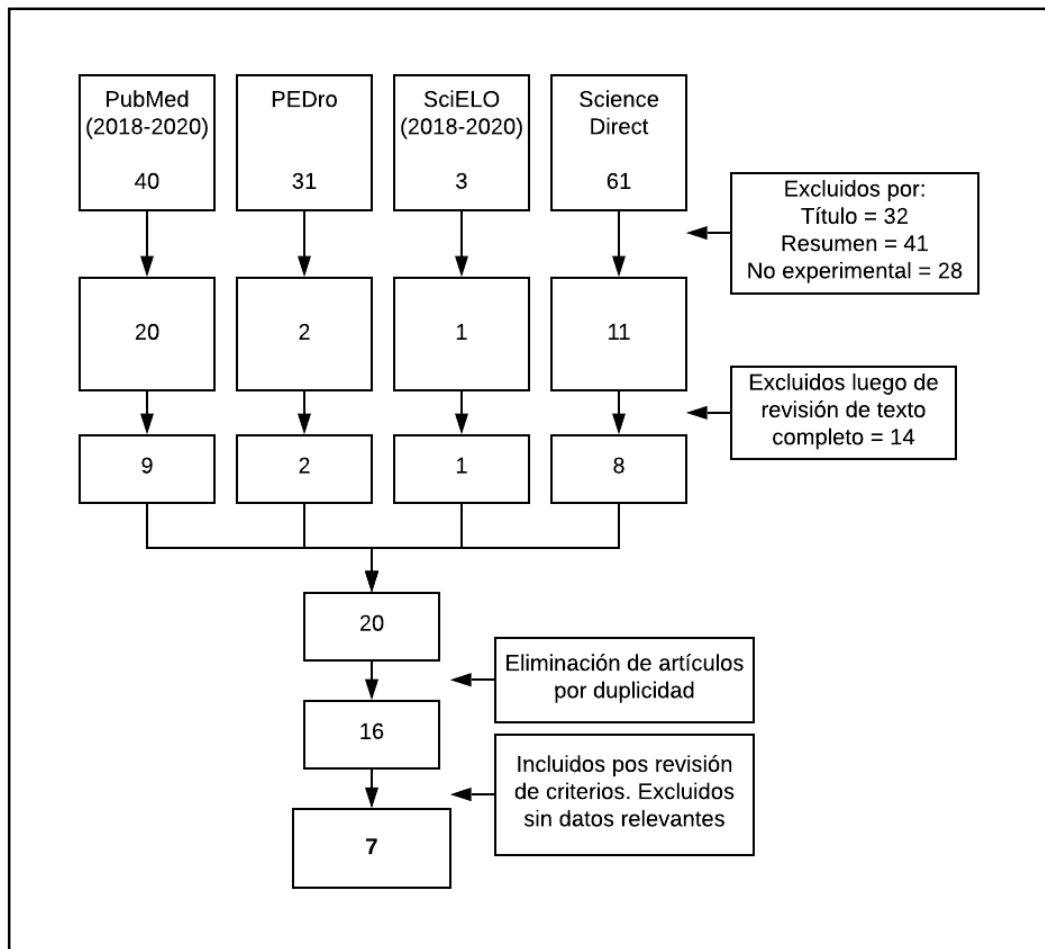 PubMed
(2018-2020)
40
PEDro
31
SciELO
(2018-2020)
3
Science
Direct
61
Excluidos por:
Título = 32
Resumen = 41
No experimental = 28
20
2
1
11
Excluidos luego de
revisión de texto
completo = 14
9
2
1
8
20
Eliminación de artículos
por duplicidad
16
Incluidos pos revisión
de criterios. Excluidos
sin datos relevantes
7